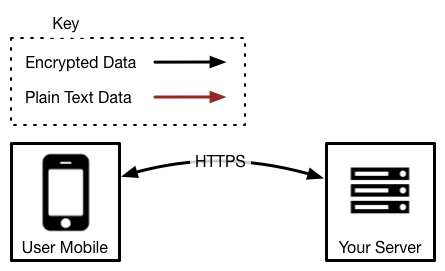 Key
Encrypted Data
Plain Text Data
HTTPS
User Mobile
Your Server